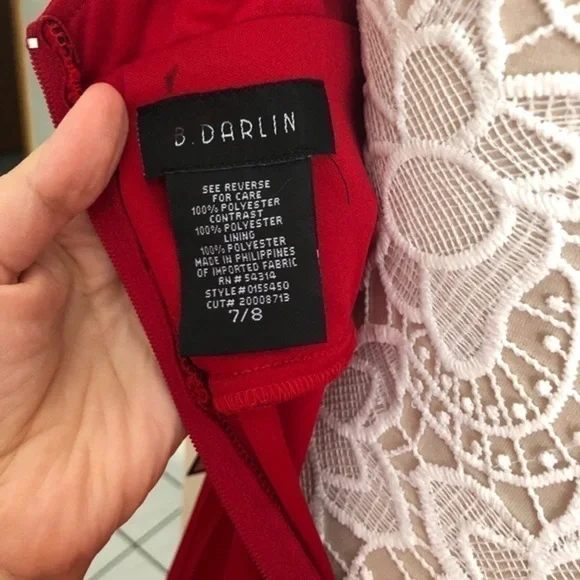 B. DARLIN
SEE REVERSE
FOR CARE
100% POLYESTER
CONTRAST
100% POLYESTER
LINING
100% POLYESTER
MADE IN PHILIPPINES
OF IMPORTED FABRIC
RN# 54314
STYLE#0155450
CUT# 20008713
7/8